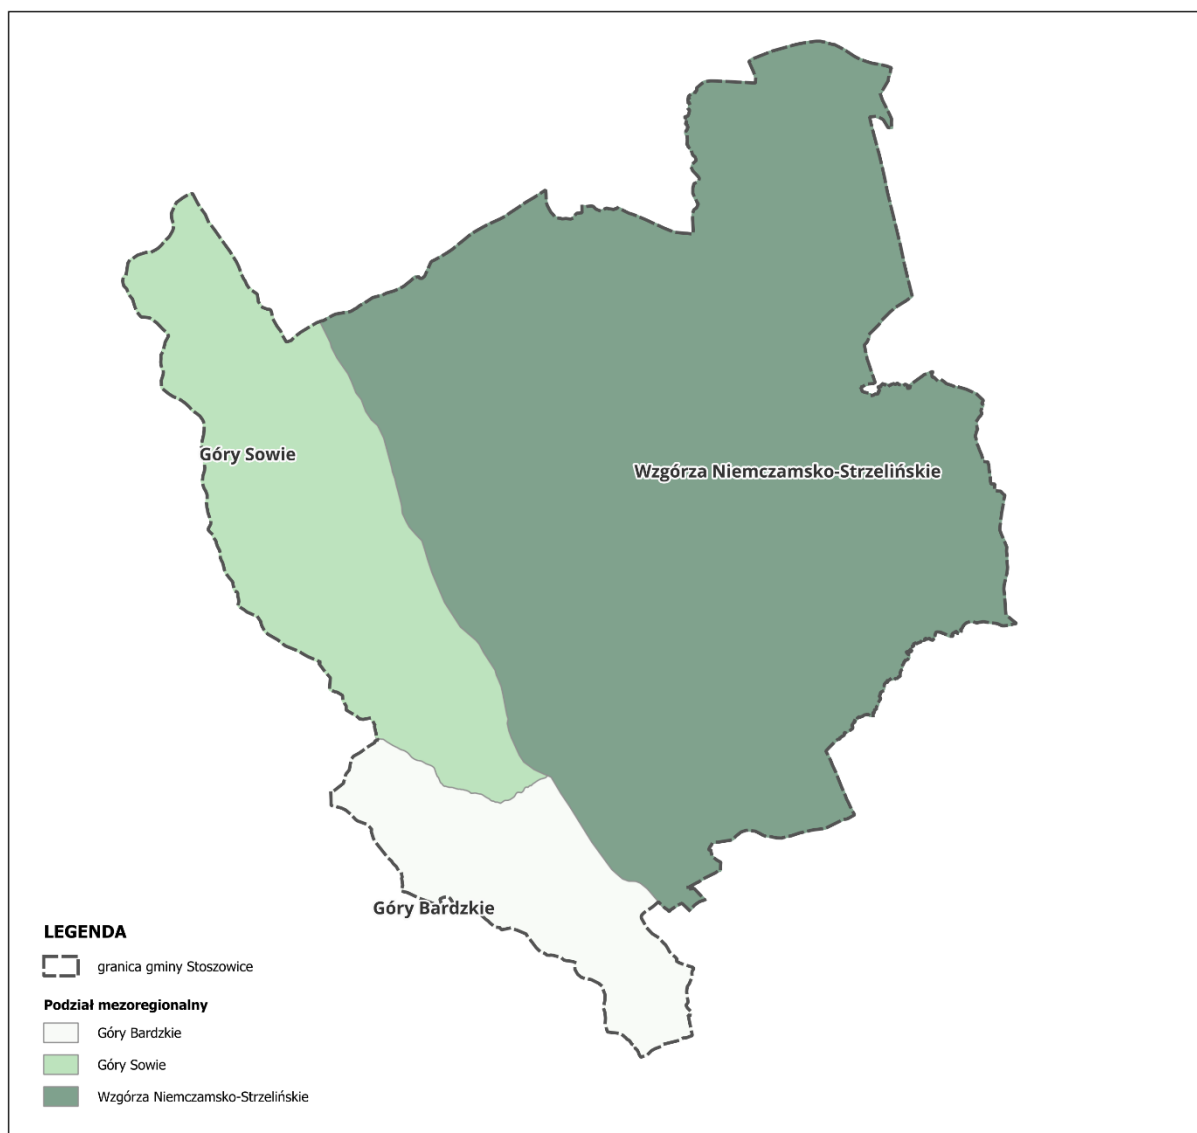 Góry Sowie
Wzgórza Niemczamsko-Strzelińskie
Góry Bardzkie
LEGENDA
granica gminy Stoszowice
Podział mezoregionalny
Góry Bardzkie
Góry Sowie
Wzgórza Niemczamsko-Strzelińskie